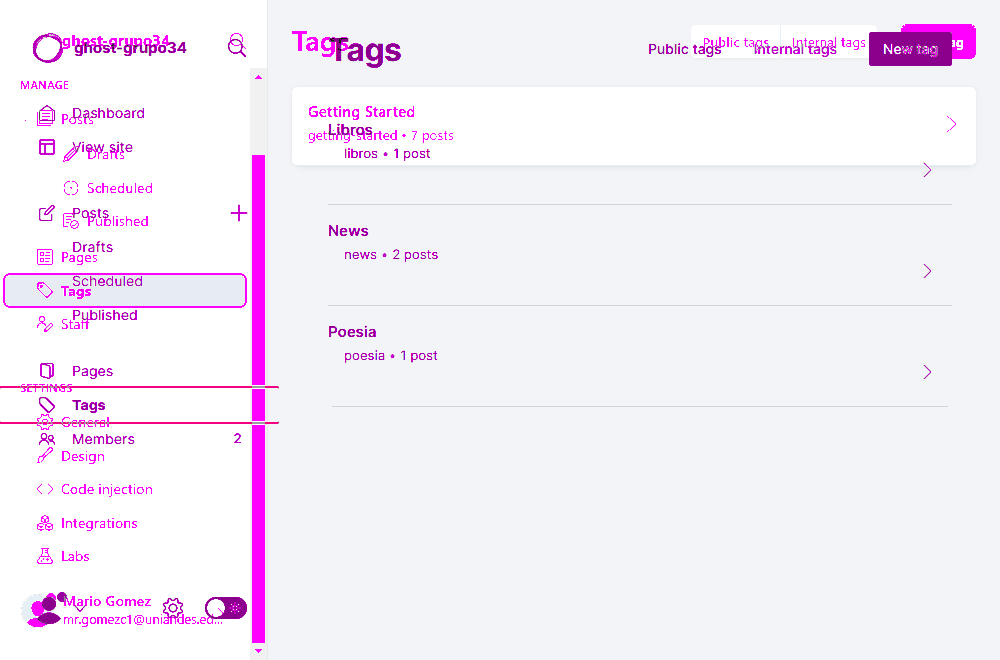 ghost-grupo34
ghost-grupo34
MANAGE
Dashboard
Posts
View site
Drafts
Scheduled
Posts
Published
Drafts
Pages
Scheduled
Tags
Published
Staff
Pages
SETTINGS
Tags
General
Members 2
Design
Code injection
Integrations
Labs
Mario Gomez
mr.gomezc1@uniandes.ed...
Tags
Tags
Public tags Internal tags
Public tags Internal tags New tag
Getting Started
getting-started • 7 posts
Libros
libros • 1 post
News
news • 2 posts
Poesia
poesia • 1 post